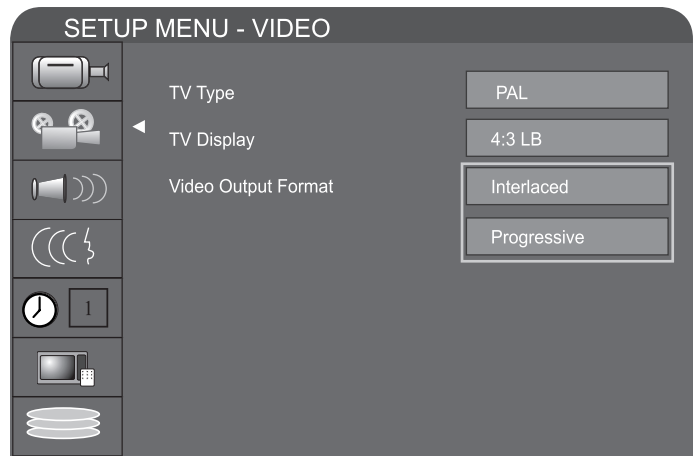 SETUP MENU - VIDEO
TV Type PAL
TV Display 4:3 LB
Video Output Format Interlaced
Progressive
1